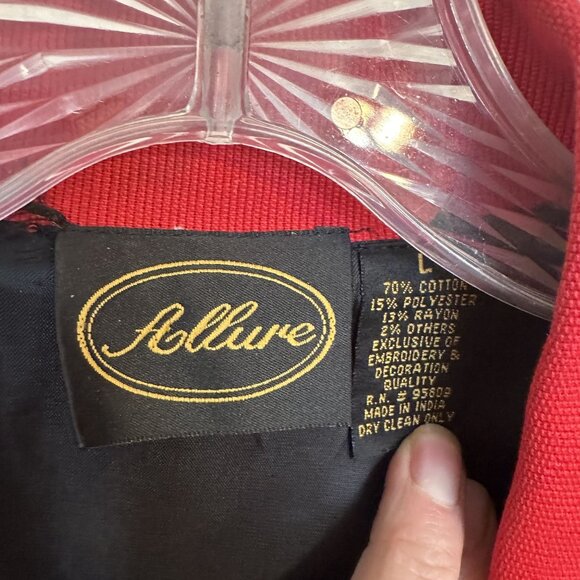 Allure
L
70% COTTON
15% POLYESTER
13% RAYON
2% OTHERS
EXCLUSIVE OF
EMBROIDERY &
DECORATION
QUALITY
R.N. # 95809
MADE IN INDIA
DRY CLEAN ONLY